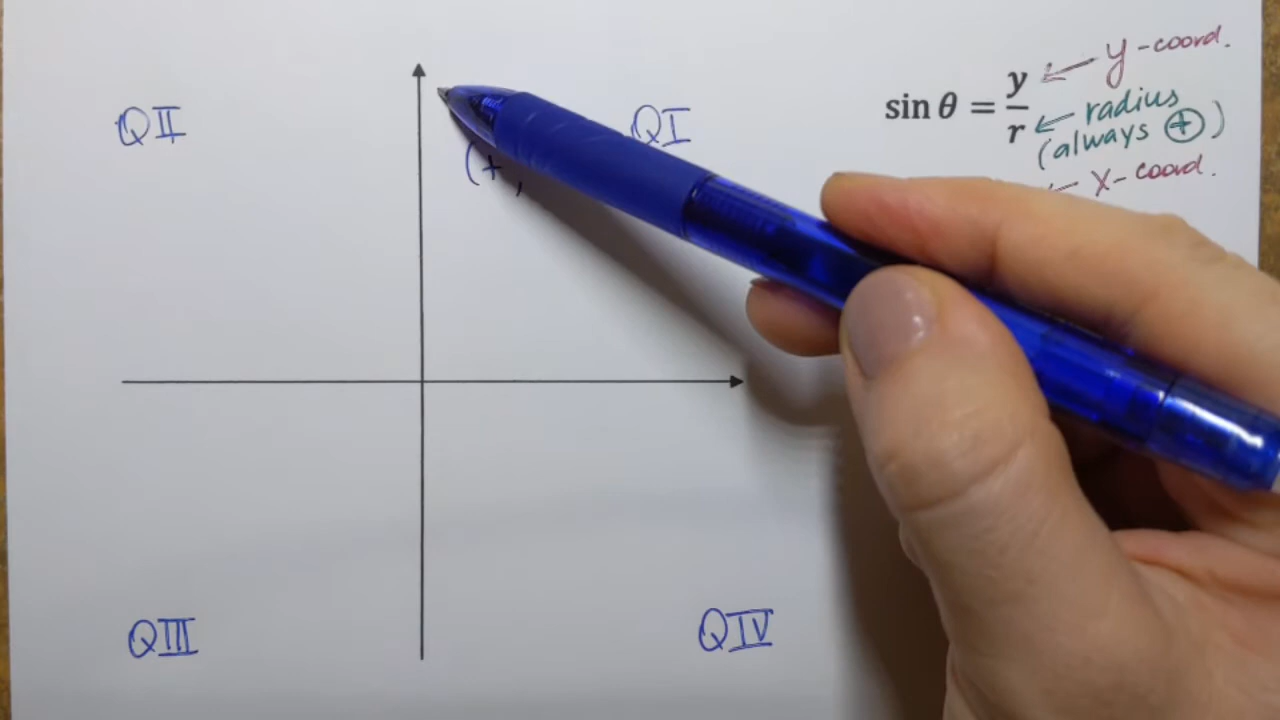 QII
QI
(+,
sin θ = y/r
← y-coord.
← radius
(always ⊕)
← x-coord.
QIII
QIV